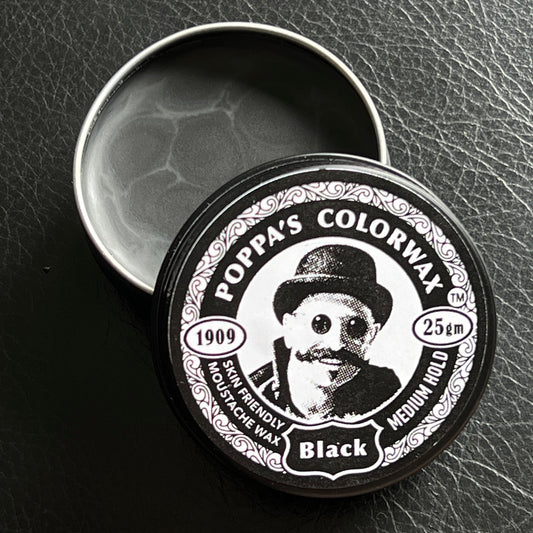 POPPA'S COLORWAX
TM
1909
25gm
SKIN FRIENDLY
MOUSTACHE WAX
MEDIUM HOLD
Black